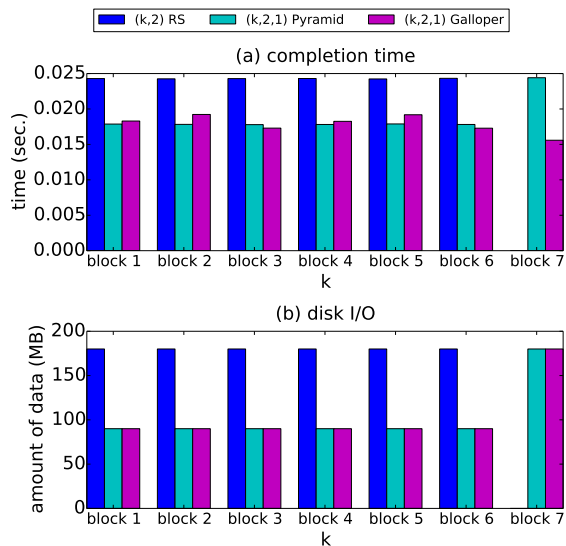 (k,2) RS (k,2,1) Pyramid (k,2,1) Galloper
(a) completion time
time (sec.)
0.025
0.020
0.015
0.010
0.005
0.000
block 1 block 2 block 3 block 4 block 5 block 6 block 7
k
(b) disk I/O
amount of data (MB)
200
150
100
50
0
block 1 block 2 block 3 block 4 block 5 block 6 block 7
k